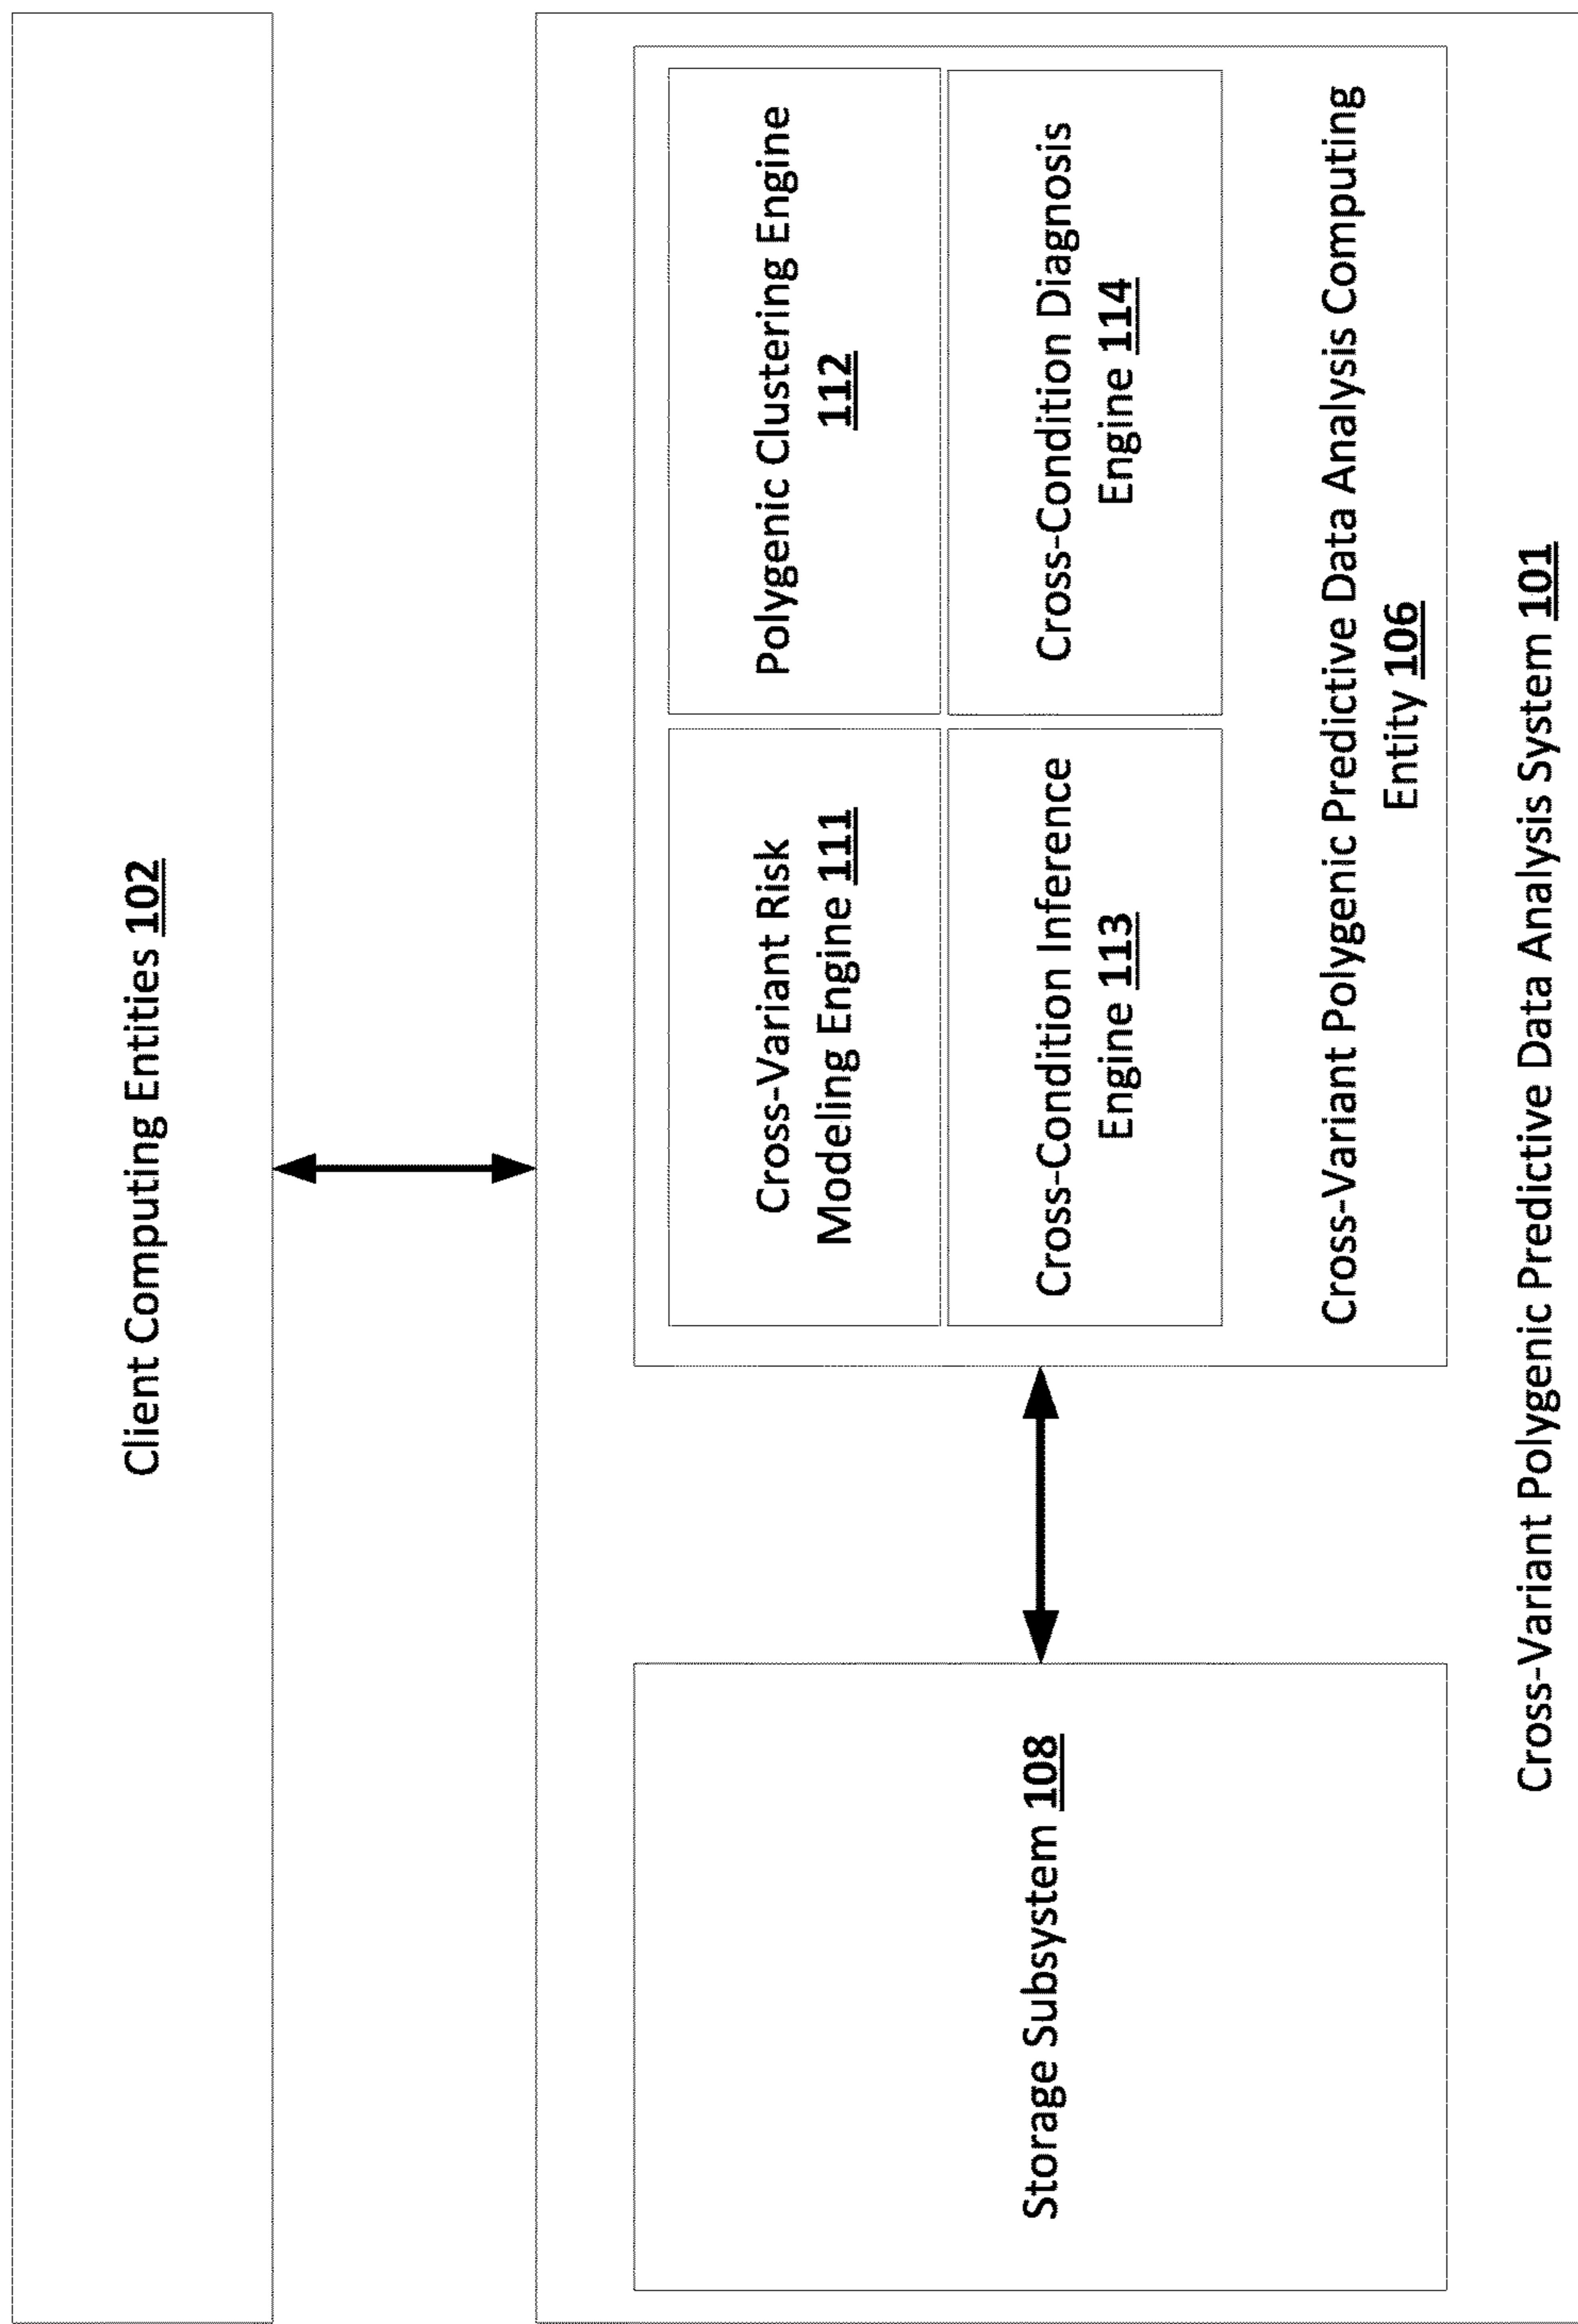 Client Computing Entities 102
Storage Subsystem 108
Cross-Variant Risk
Modeling Engine 111
Polygenic Clustering Engine
112
Cross-Condition Inference
Engine 113
Cross-Condition Diagnosis
Engine 114
Cross-Variant Polygenic Predictive Data Analysis Computing
Entity 106
Cross-Variant Polygenic Predictive Data Analysis System 101